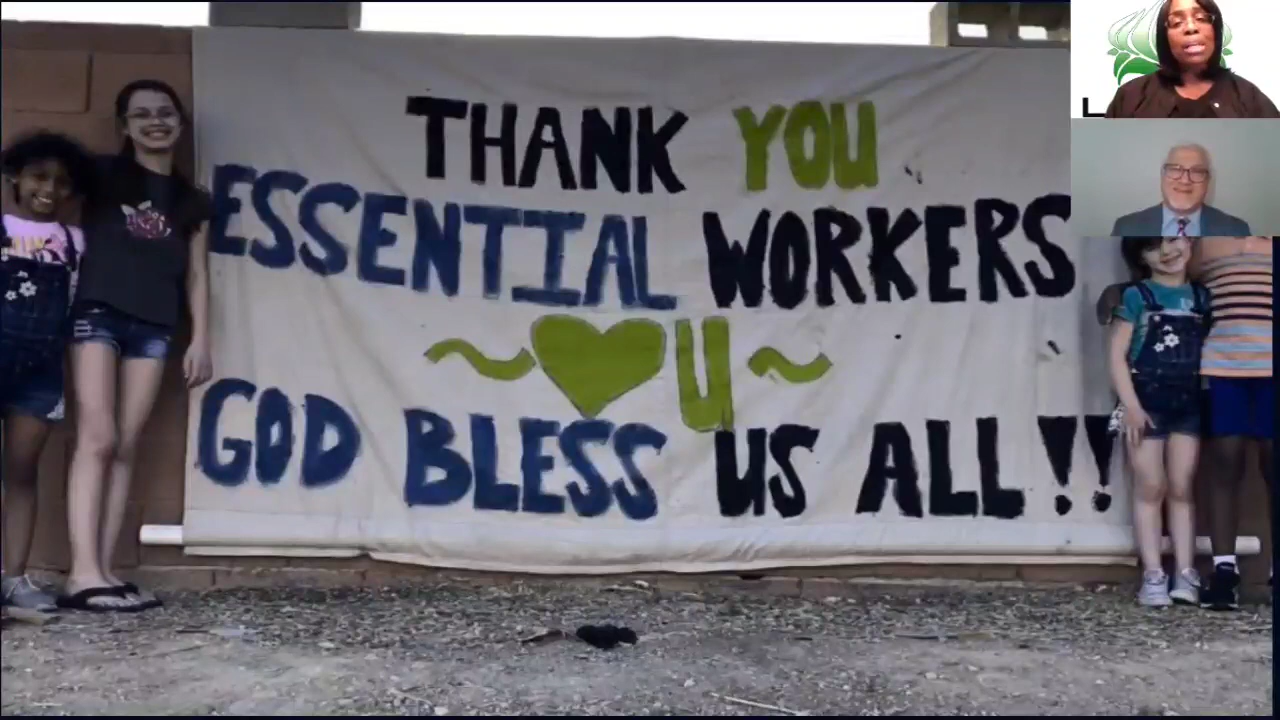 THANK YOU
ESSENTIAL WORKERS
~♥U~
GOD BLESS US ALL!!
L